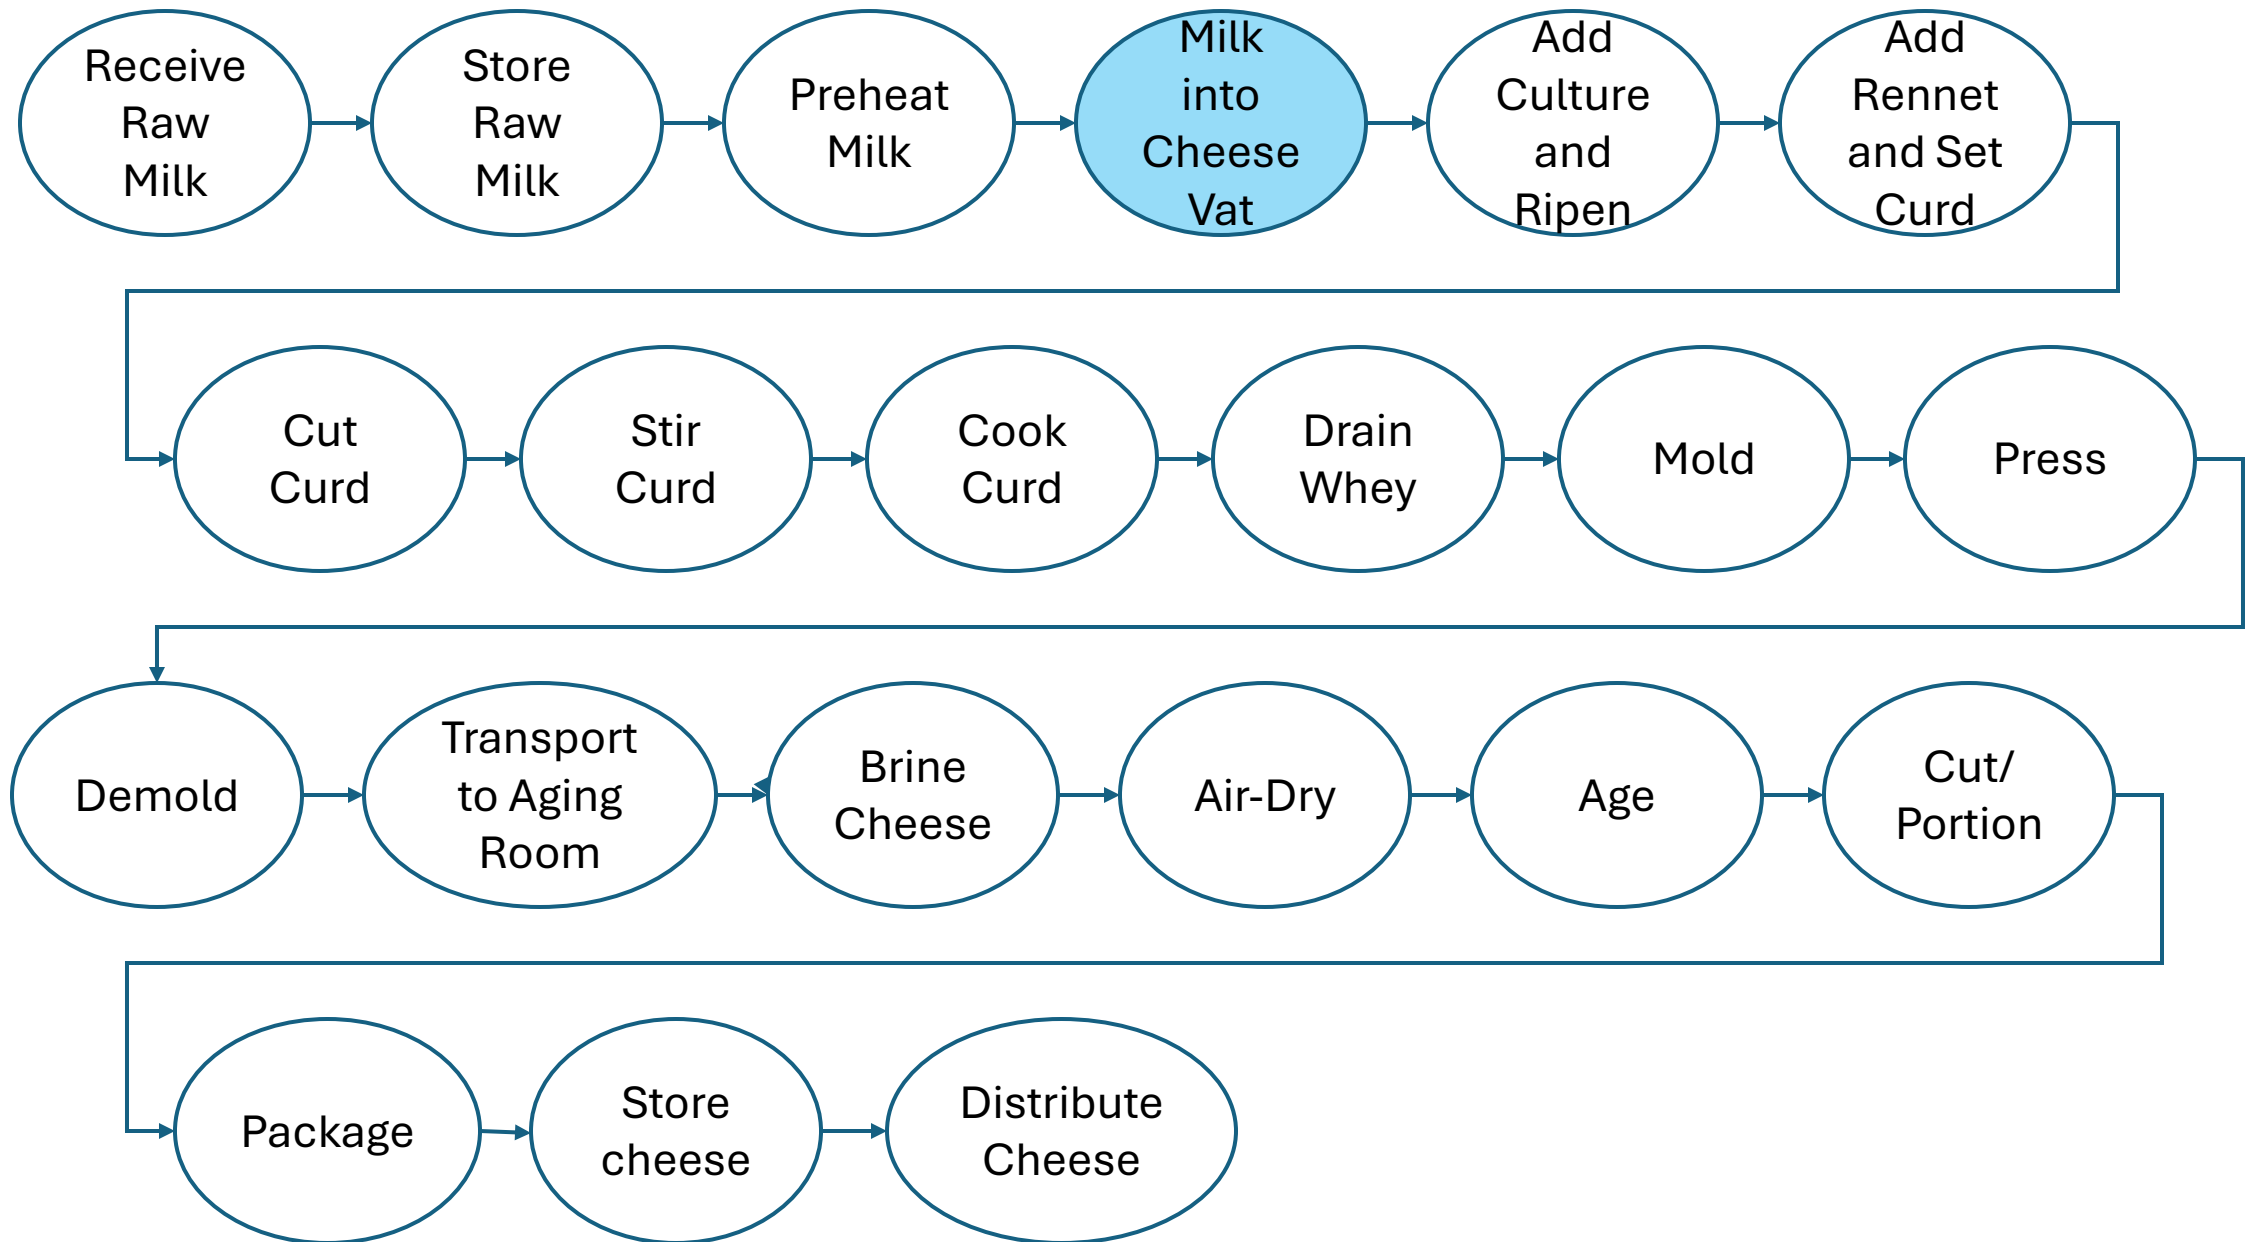 Receive
Raw
Milk
Store
Raw
Milk
Preheat
Milk
Milk
into
Cheese
Vat
Add
Culture
and
Ripen
Add
Rennet
and Set
Curd
Cut
Curd
Stir
Curd
Cook
Curd
Drain
Whey
Mold
Press
Demold
Transport
to Aging
Room
Brine
Cheese
Air-Dry
Age
Cut/
Portion
Package
Store
cheese
Distribute
Cheese